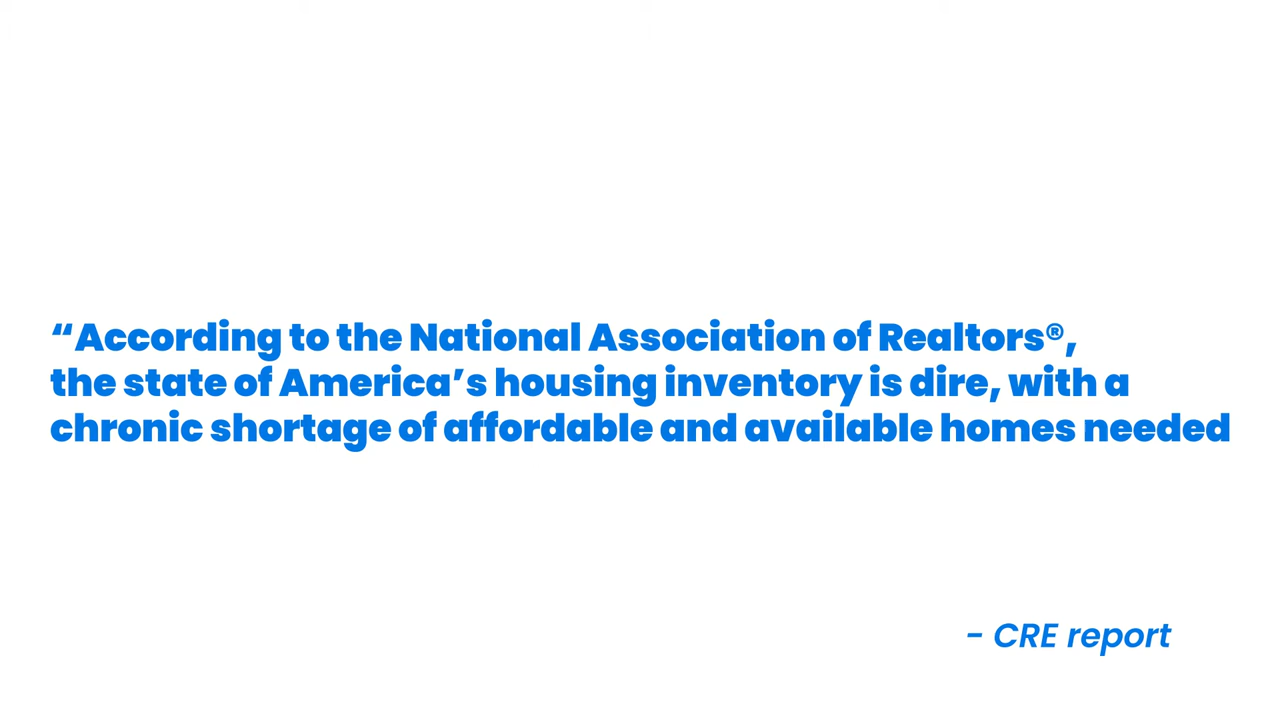 “According to the National Association of Realtors®,
the state of America’s housing inventory is dire, with a
chronic shortage of affordable and available homes needed
- CRE report